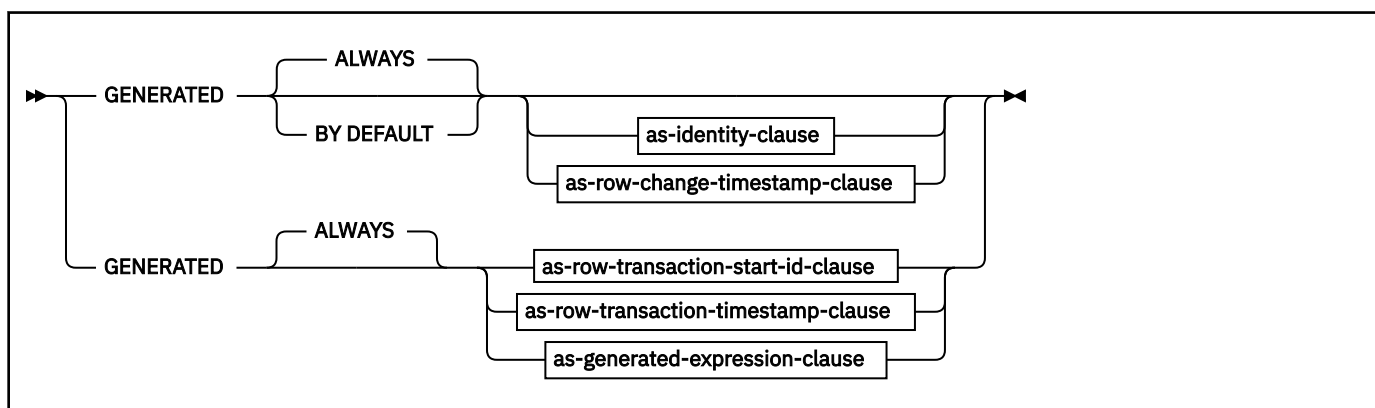 ALWAYS
GENERATED
BY DEFAULT
as-identity-clause
as-row-change-timestamp-clause
ALWAYS
GENERATED
as-row-transaction-start-id-clause
as-row-transaction-timestamp-clause
as-generated-expression-clause